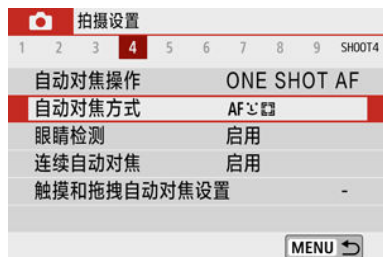 拍摄设置
1 2 3 4 5 6 7 8 9 SHOOT4
自动对焦操作 ONE SHOT AF
自动对焦方式 AF
眼睛检测 启用
连续自动对焦 启用
触摸和拖拽自动对焦设置 -
MENU